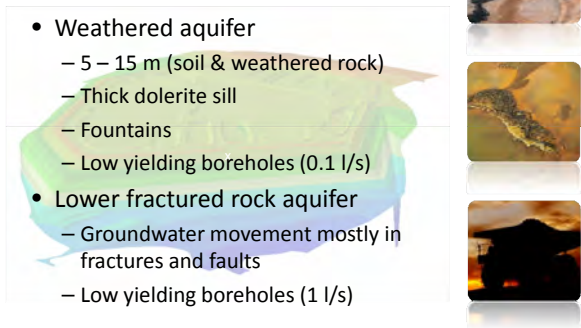 • Weathered aquifer
– 5 – 15 m (soil & weathered rock)
– Thick dolerite sill
– Fountains
– Low yielding boreholes (0.1 l/s)
• Lower fractured rock aquifer
– Groundwater movement mostly in
fractures and faults
– Low yielding boreholes (1 l/s)